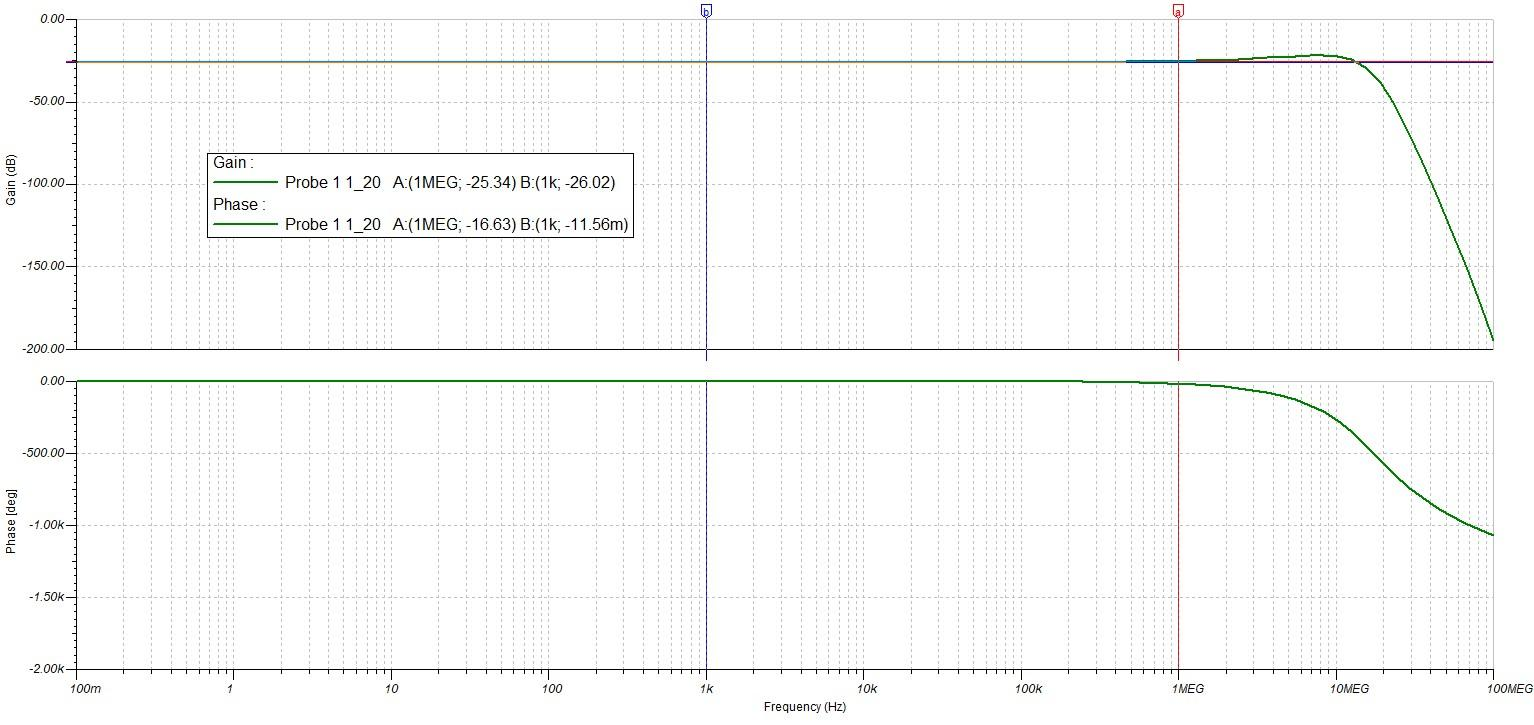 b
a
0.00
-50.00
-100.00
-150.00
-200.00
Gain (dB)
Gain :
Probe 1 1_20 A:(1MEG; -25.34) B:(1k; -26.02)
Phase :
Probe 1 1_20 A:(1MEG; -16.63) B:(1k; -11.56m)
0.00
-500.00
-1.00k
-1.50k
-2.00k
Phase [deg]
100m 1 10 100 1k 10k 100k 1MEG 10MEG 100MEG
Frequency (Hz)